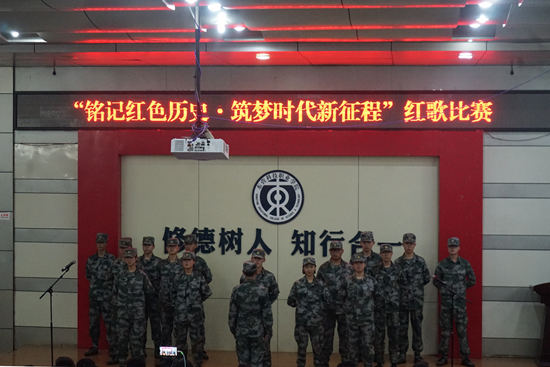 “铭记红色历史·筑梦时代新征程”红歌比赛
修德树人 知行合一